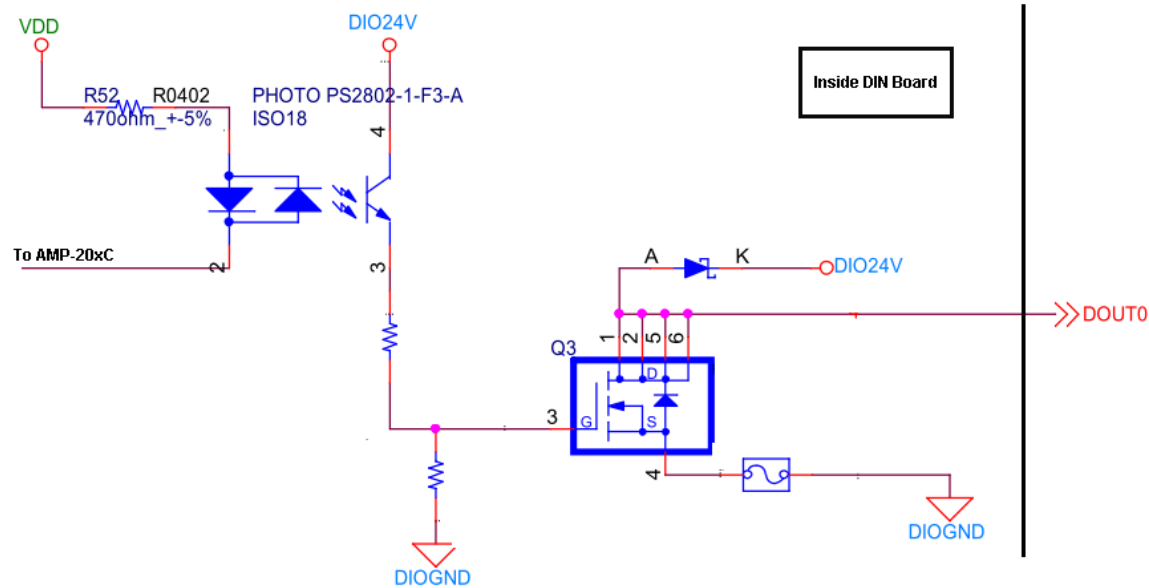 VDD
DIO24V
Inside DIN Board
R52 R0402 PHOTO PS2802-1-F3-A
470ohm_+-5% ISO18
4
To AMP-20xC
2
3
A K
DIO24V
DOUT0
1 2 5 6
Q3
D
3
G S
4
DIOGND
DIOGND